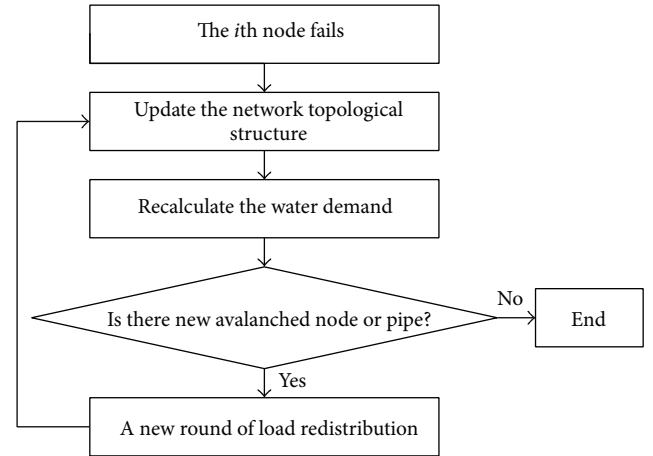 The ith node fails
Update the network topological
structure
Recalculate the water demand
Is there new avalanched node or pipe?
No
End
Yes
A new round of load redistribution